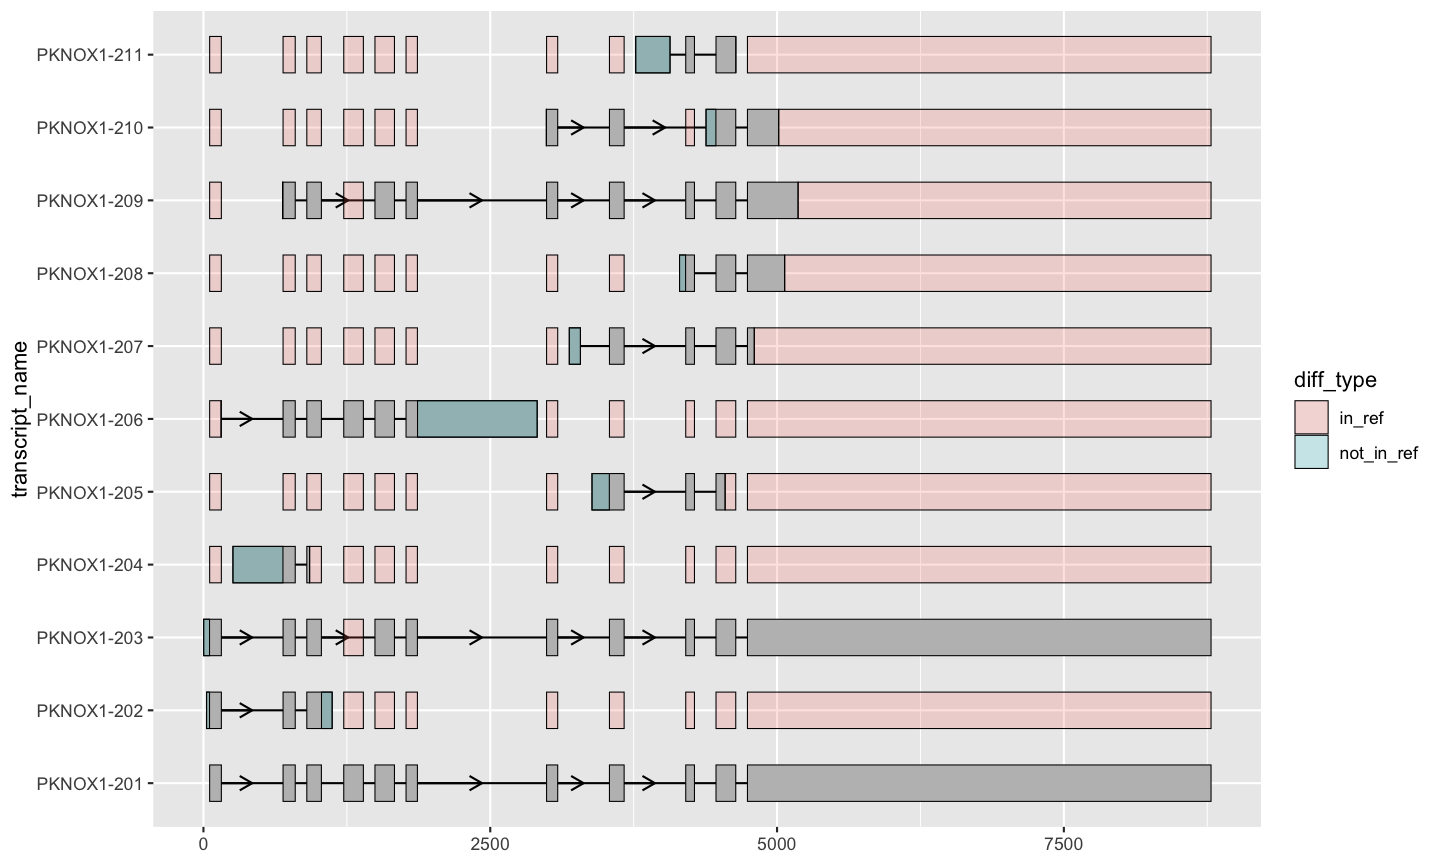 transcript_name
PKNOX1-211
PKNOX1-210
PKNOX1-209
PKNOX1-208
PKNOX1-207
PKNOX1-206
PKNOX1-205
PKNOX1-204
PKNOX1-203
PKNOX1-202
PKNOX1-201
0 2500 5000 7500
diff_type
in_ref
not_in_ref